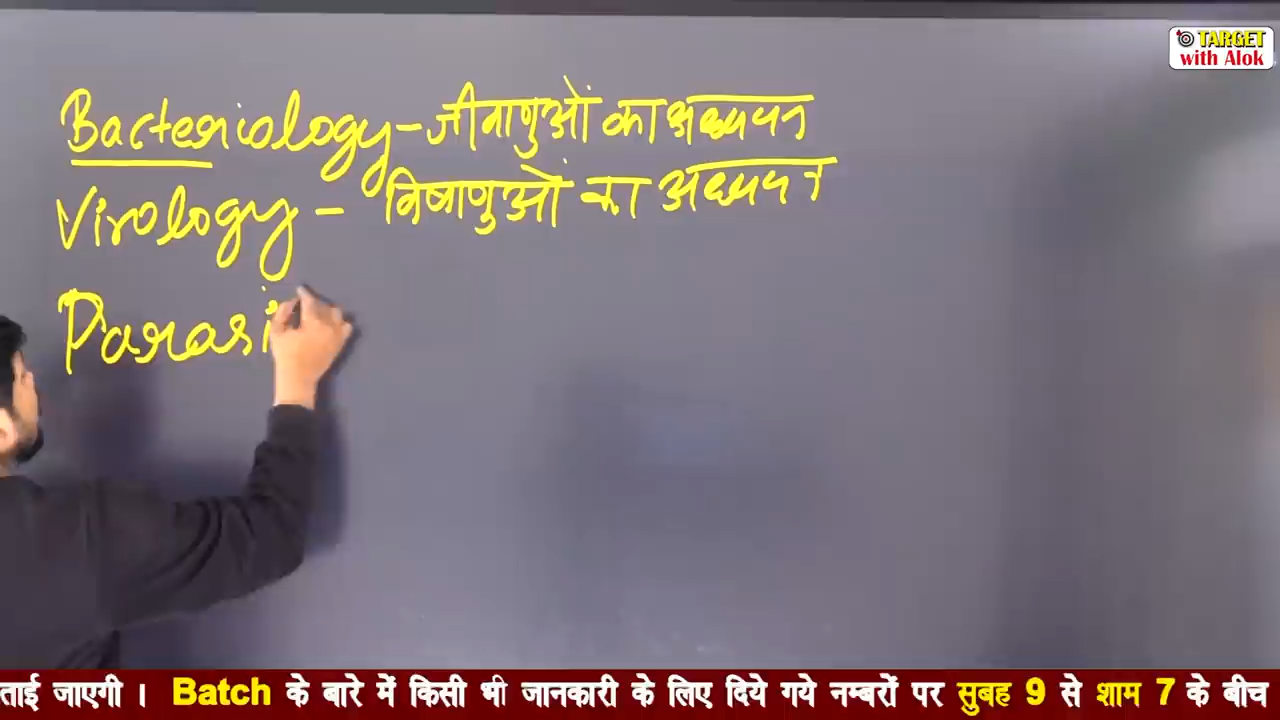 TARGET
with Alok
Bacteriology - जीवाणुओं का अध्ययन
Virology - विषाणुओं का अध्ययन
Parasi
ताई जाएगी । Batch के बारे में किसी भी जानकारी के लिए दिये गये नम्बरों पर सुबह 9 से शाम 7 के बीच